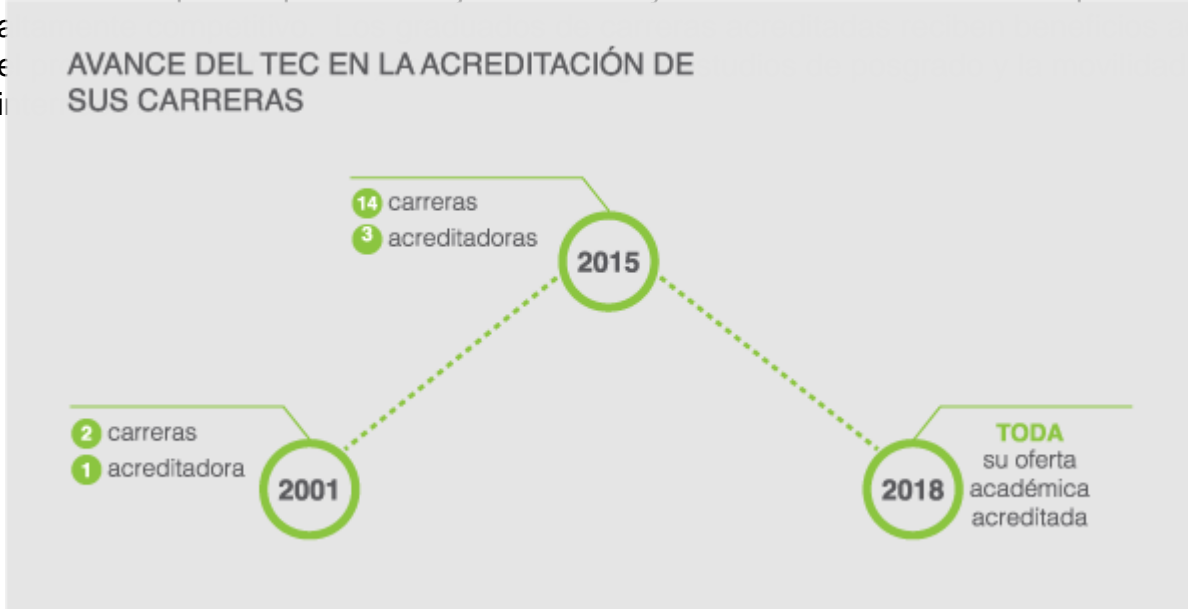 AVANCE DEL TEC EN LA ACREDITACIÓN DE
SUS CARRERAS
14 carreras
3 acreditadoras
2015
2 carreras
1 acreditadora
2001
2018
TODA
su oferta
académica
acreditada